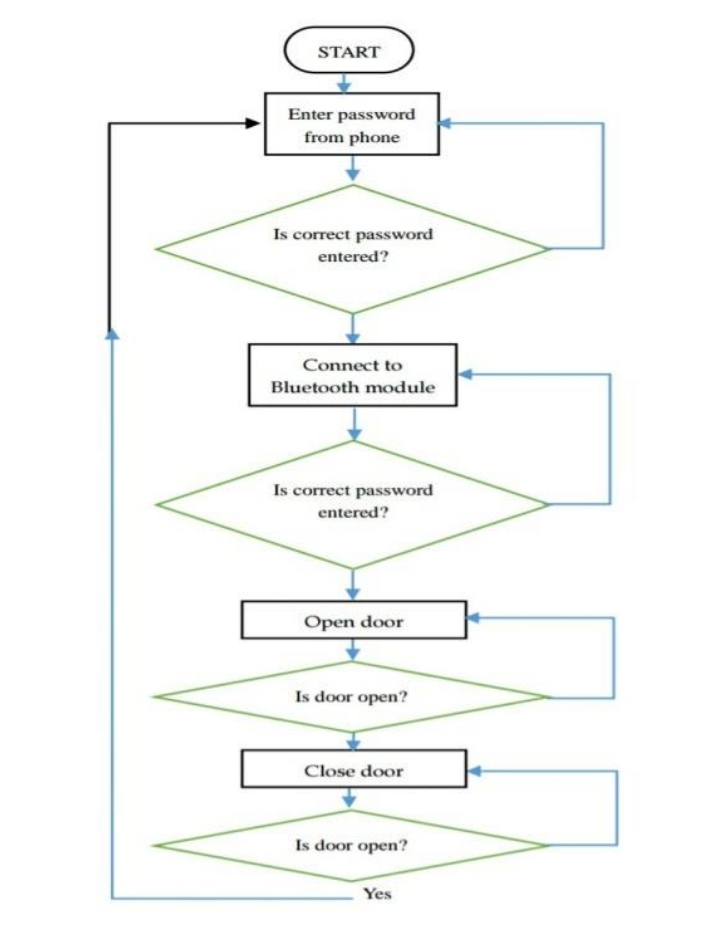 START
Enter password
from phone
Is correct password
entered?
Connect to
Bluetooth module
Is correct password
entered?
Open door
Is door open?
Close door
Is door open?
Yes